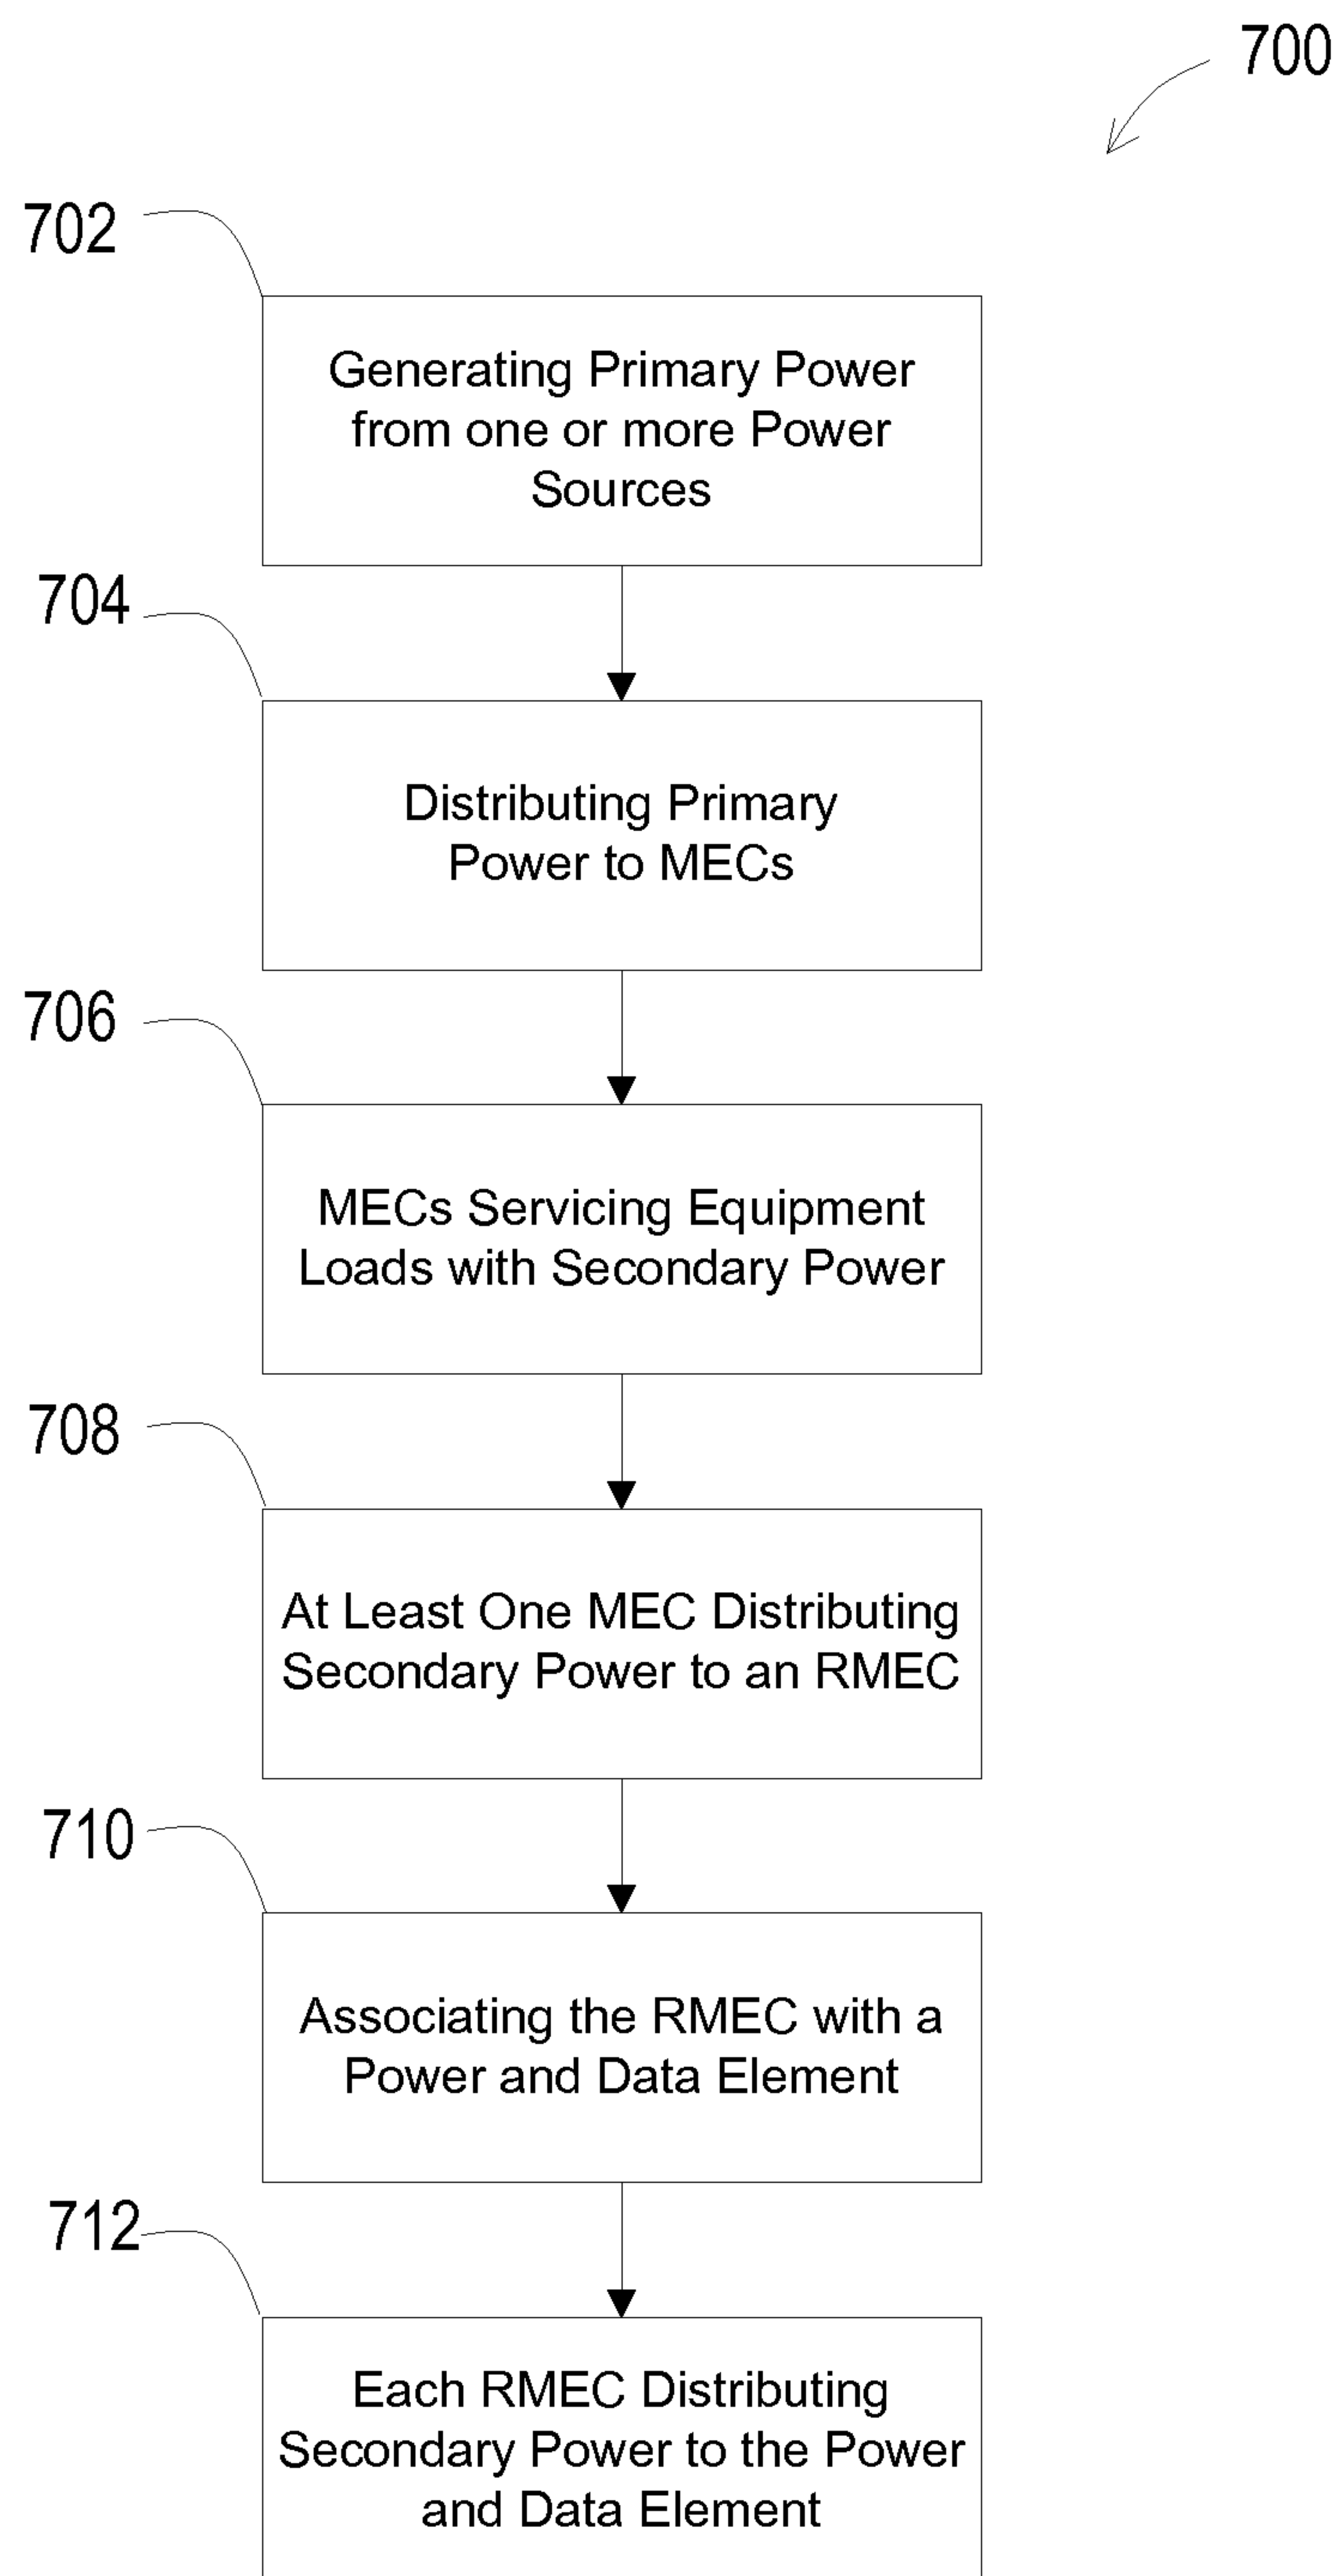 700
702
Generating Primary Power
from one or more Power
Sources
704
Distributing Primary
Power to MECs
706
MECs Servicing Equipment
Loads with Secondary Power
708
At Least One MEC Distributing
Secondary Power to an RMEC
710
Associating the RMEC with a
Power and Data Element
712
Each RMEC Distributing
Secondary Power to the Power
and Data Element